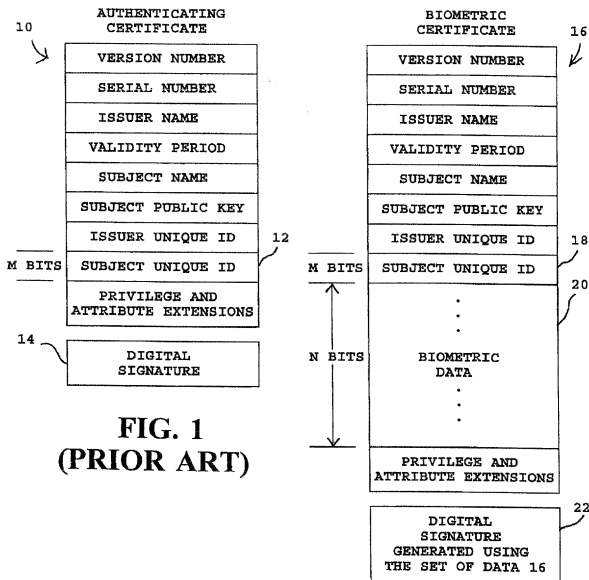 AUTHENTICATING
CERTIFICATE
10
VERSION NUMBER
SERIAL NUMBER
ISSUER NAME
VALIDITY PERIOD
SUBJECT NAME
SUBJECT PUBLIC KEY
ISSUER UNIQUE ID
12
M BITS
SUBJECT UNIQUE ID
PRIVILEGE AND
ATTRIBUTE EXTENSIONS
14
DIGITAL
SIGNATURE
FIG. 1
(PRIOR ART)
BIOMETRIC
CERTIFICATE
16
VERSION NUMBER
SERIAL NUMBER
ISSUER NAME
VALIDITY PERIOD
SUBJECT NAME
SUBJECT PUBLIC KEY
ISSUER UNIQUE ID
18
M BITS
SUBJECT UNIQUE ID
20
N BITS
BIOMETRIC
DATA
PRIVILEGE AND
ATTRIBUTE EXTENSIONS
22
DIGITAL
SIGNATURE
GENERATED USING
THE SET OF DATA 16